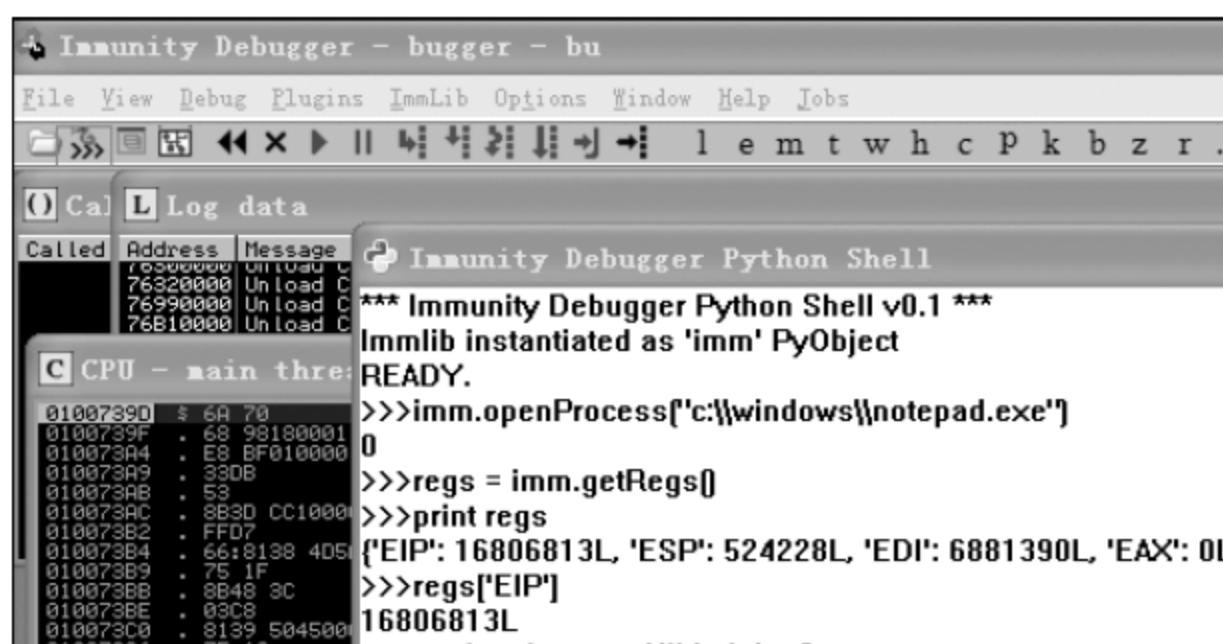 Immunity Debugger - bugger - bu
File View Debug Plugins ImmLib Options Window Help Jobs
l e m t w h c P k b z r .
() Cal
L Log data
Called
Address Message
76300000 Unload C
76320000 Unload C
76990000 Unload C
76B10000 Unload C
Immunity Debugger Python Shell
*** Immunity Debugger Python Shell v0.1 ***
Immlib instantiated as 'imm' PyObject
READY.
>>>imm.openProcess("c:\\windows\\notepad.exe")
0
>>>regs = imm.getRegs()
>>>print regs
{'EIP': 16806813L, 'ESP': 524228L, 'EDI': 6881390L, 'EAX': 0L
>>>regs['EIP']
16806813L
C CPU - main threa
0100739D $ 6A 70
0100739F . 68 98180001
010073A4 . E8 BF010000
010073A9 . 33DB
010073AB . 53
010073AC . 8B3D CC1000
010073B2 . FFD7
010073B4 . 66:8138 4D5
010073B9 . 75 1F
010073BB . 8B48 3C
010073BE . 03C8
010073C0 . 8139 504500